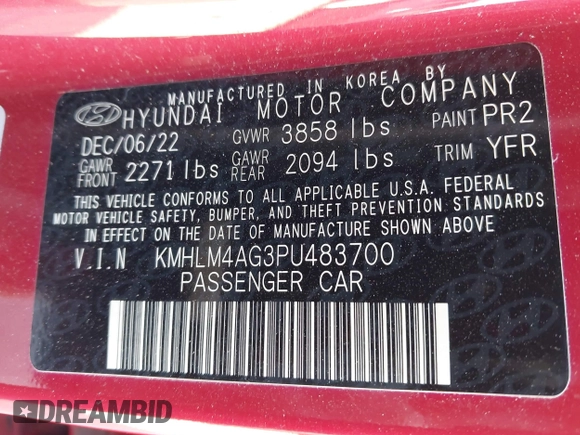 MANUFACTURED IN KOREA BY
HYUNDAI MOTOR COMPANY
DEC/06/22 GVWR 3858 lbs PAINT PR2
GAWR FRONT 2271 lbs GAWR REAR 2094 lbs TRIM YFR
THIS VEHICLE CONFORMS TO ALL APPLICABLE U.S.A. FEDERAL
MOTOR VEHICLE SAFETY, BUMPER, AND THEFT PREVENTION STANDARDS
IN EFFECT ON THE DATE OF MANUFACTURE SHOWN ABOVE
V.I.N KMHLM4AG3PU483700
PASSENGER CAR
DREAMBID